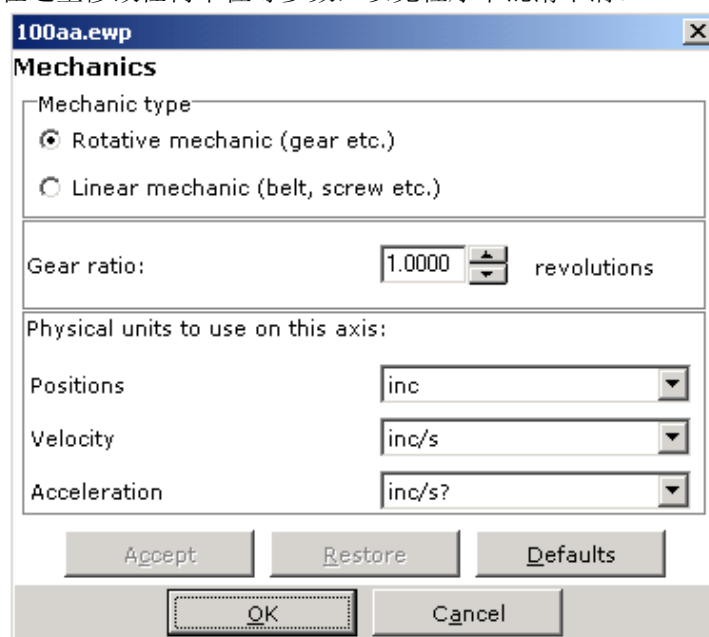 100aa.ewp
Mechanics
Mechanic type
Rotative mechanic (gear etc.)
Linear mechanic (belt, screw etc.)
Gear ratio: 1.0000 revolutions
Physical units to use on this axis:
Positions inc
Velocity inc/s
Acceleration inc/s?
Accept Restore Defaults
OK Cancel